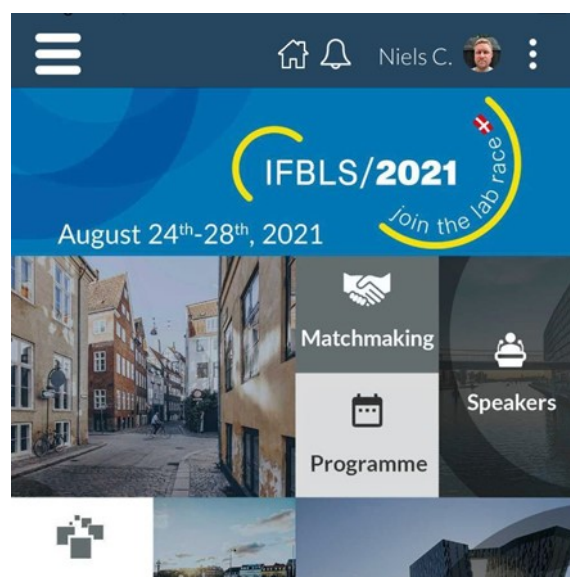 Niels C.
IFBLS/2021
join the lab race
August 24th-28th, 2021
Matchmaking
Speakers
Programme